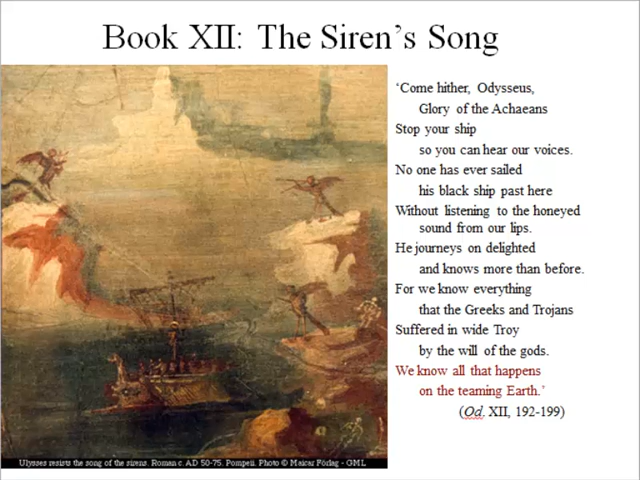 Book XII: The Siren's Song
'Come hither, Odysseus,
Glory of the Achaeans
Stop your ship
so you can hear our voices.
No one has ever sailed
his black ship past here
Without listening to the honeyed
sound from our lips.
He journeys on delighted
and knows more than before.
For we know everything
that the Greeks and Trojans
Suffered in wide Troy
by the will of the gods.
We know all that happens
on the teaming Earth.'
(Od. XII, 192-199)
Ulysses resists the song of the sirens. Roman c. AD 50-75. Pompeii. Photo © Maicar Förlag - GML